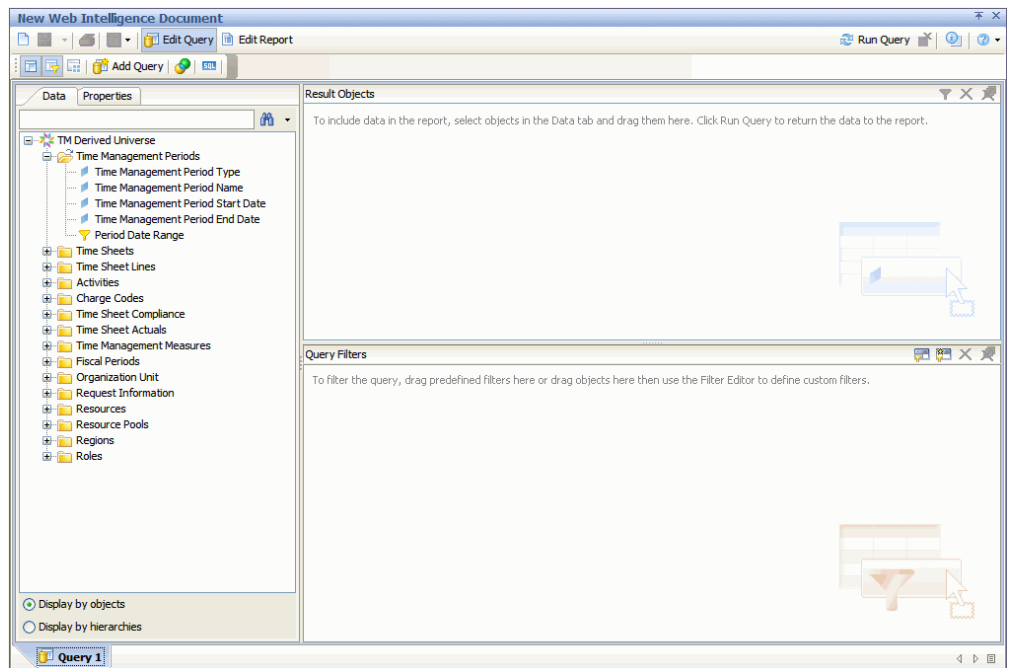 New Web Intelligence Document
Edit Query Edit Report Run Query
Add Query SQL
Data Properties
TM Derived Universe
Time Management Periods
Time Management Period Type
Time Management Period Name
Time Management Period Start Date
Time Management Period End Date
Period Date Range
Time Sheets
Time Sheet Lines
Activities
Charge Codes
Time Sheet Compliance
Time Sheet Actuals
Time Management Measures
Fiscal Periods
Organization Unit
Request Information
Resources
Resource Pools
Regions
Roles
Display by objects
Display by hierarchies
Result Objects
To include data in the report, select objects in the Data tab and drag them here. Click Run Query to return the data to the report.
Query Filters
To filter the query, drag predefined filters here or drag objects here then use the Filter Editor to define custom filters.
Query 1